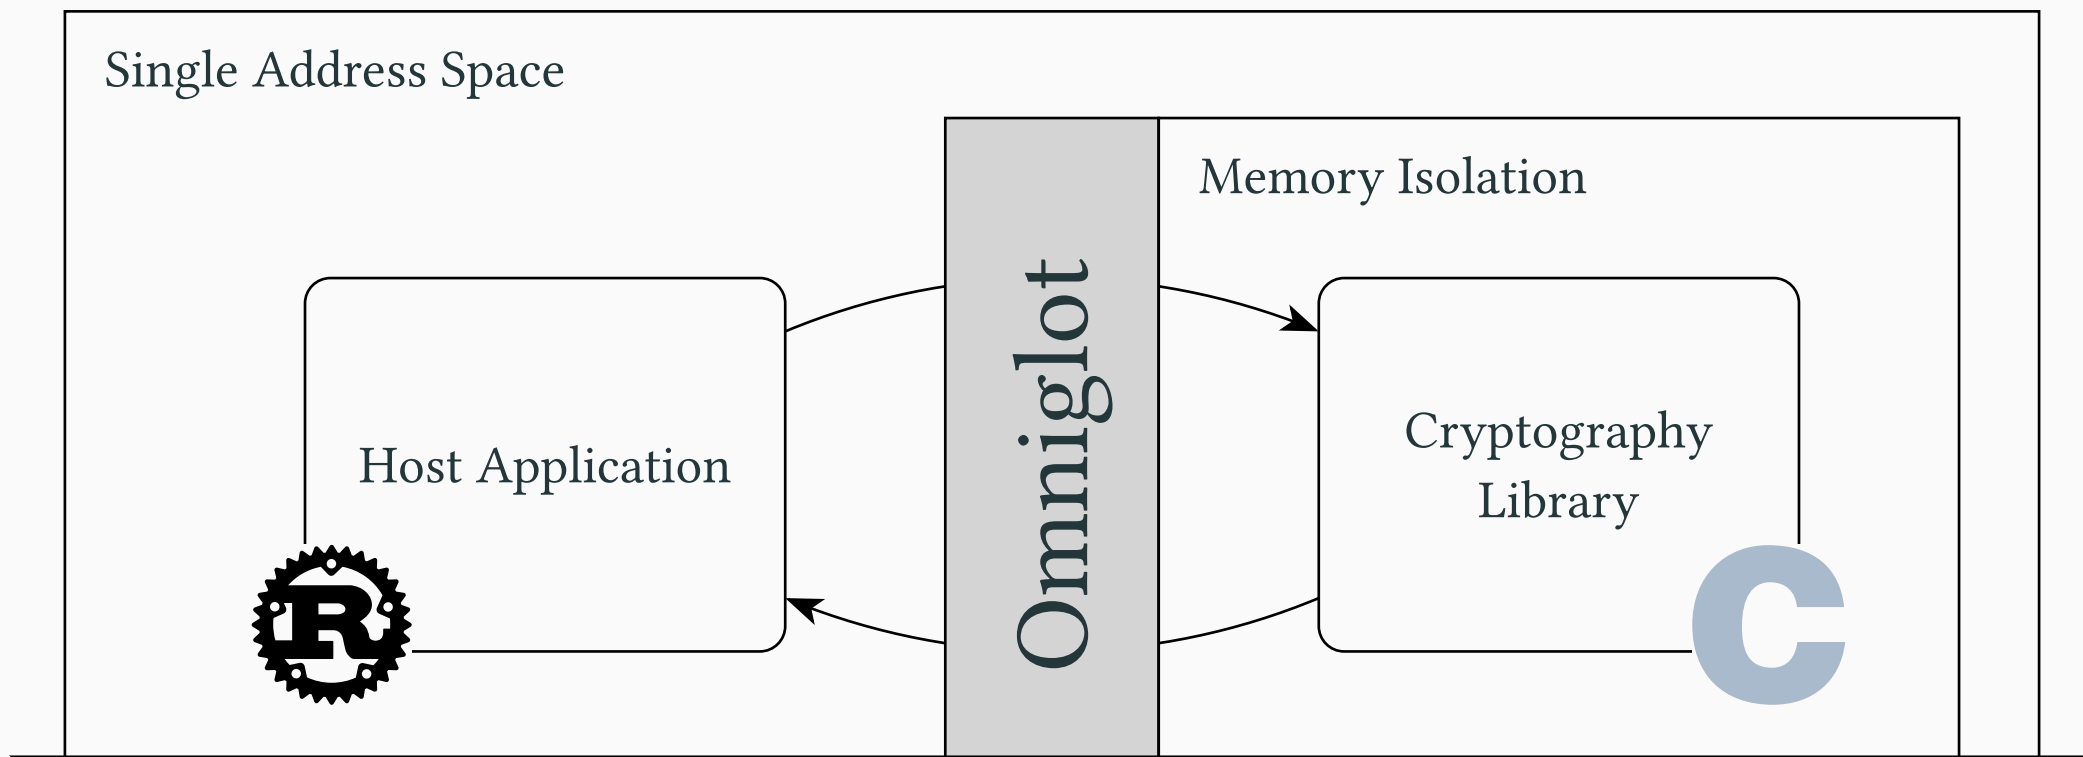 Single Address Space
Memory Isolation
Omniglot
Host Application
Cryptography
Library
R
C